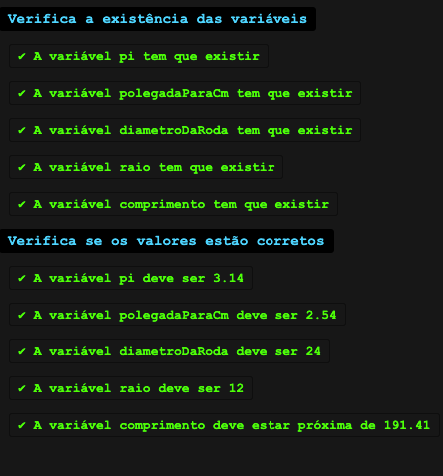 Verifica a existência das variáveis
✔ A variável pi tem que existir
✔ A variável polegadaParaCm tem que existir
✔ A variável diametroDaRoda tem que existir
✔ A variável raio tem que existir
✔ A variável comprimento tem que existir
Verifica se os valores estão corretos
✔ A variável pi deve ser 3.14
✔ A variável polegadaParaCm deve ser 2.54
✔ A variável diametroDaRoda deve ser 24
✔ A variável raio deve ser 12
✔ A variável comprimento deve estar próxima de 191.41